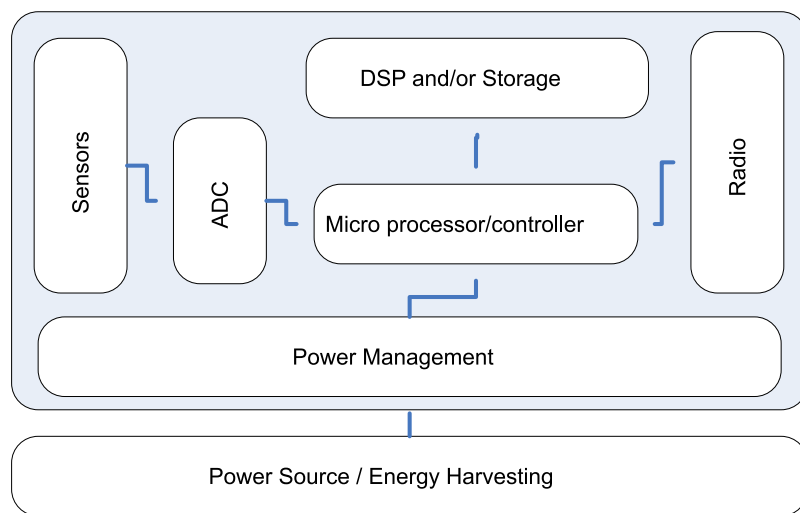 Sensors
ADC
DSP and/or Storage
Micro processor/controller
Radio
Power Management
Power Source / Energy Harvesting